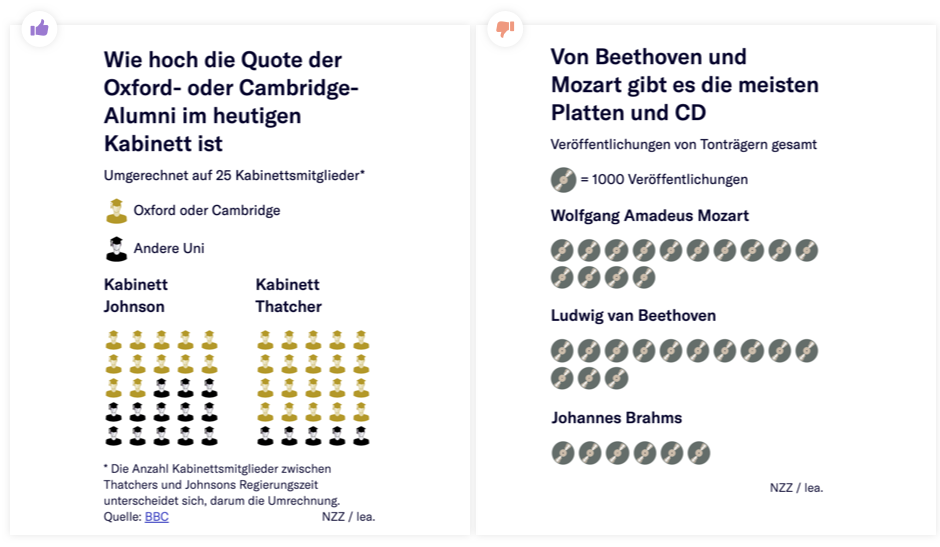 Wie hoch die Quote der
Oxford- oder Cambridge-
Alumni im heutigen
Kabinett ist
Umgerechnet auf 25 Kabinettsmitglieder*
Oxford oder Cambridge
Andere Uni
Kabinett
Johnson
Kabinett
Thatcher
* Die Anzahl Kabinettsmitglieder zwischen
Thatchers und Johnsons Regierungszeit
unterscheidet sich, darum die Umrechnung.
Quelle: BBC
NZZ / lea.
Von Beethoven und
Mozart gibt es die meisten
Platten und CD
Veröffentlichungen von Tonträgern gesamt
= 1000 Veröffentlichungen
Wolfgang Amadeus Mozart
Ludwig van Beethoven
Johannes Brahms
NZZ / lea.